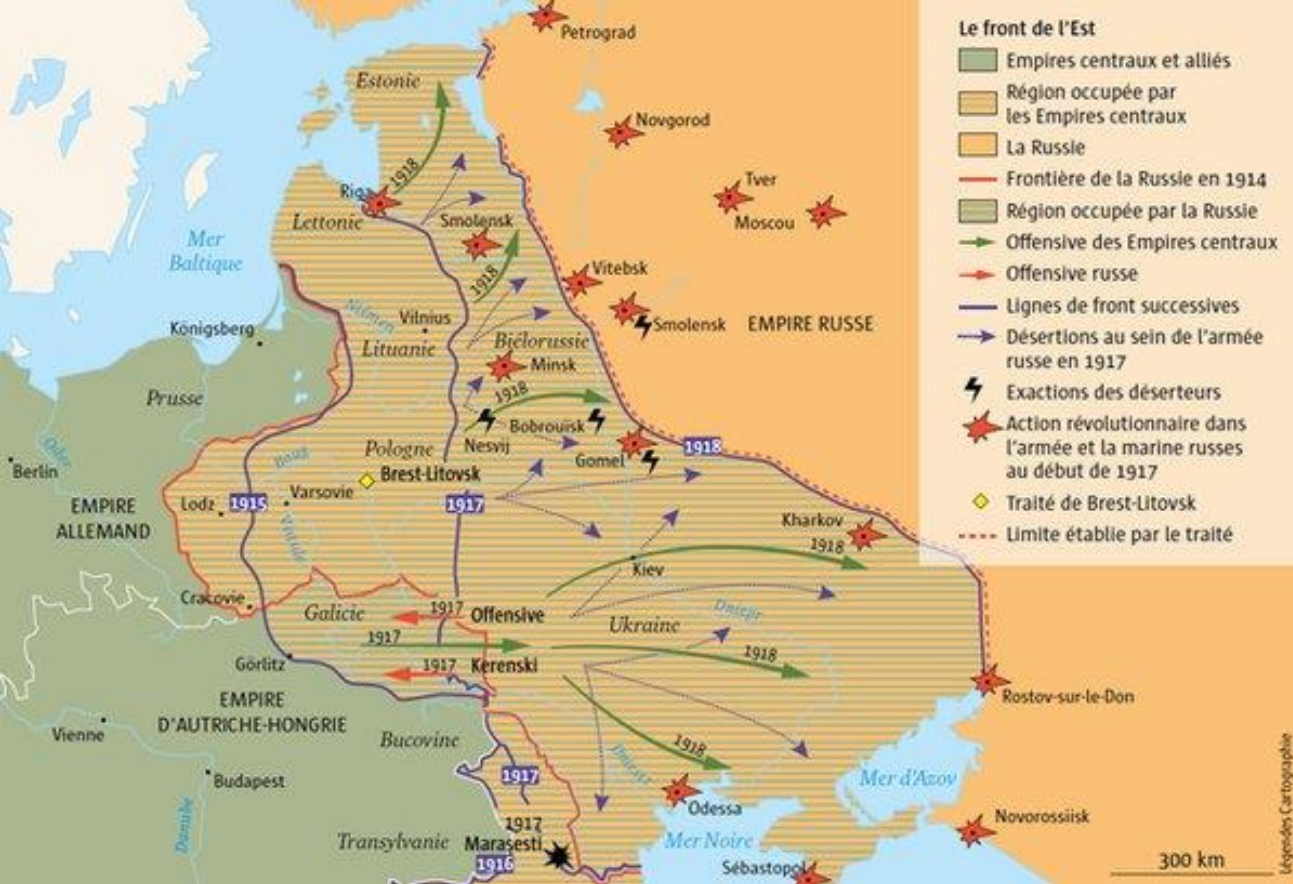 Le front de l'Est
Empires centraux et alliés
Région occupée par
les Empires centraux
La Russie
Frontière de la Russie en 1914
Région occupée par la Russie
Offensive des Empires centraux
Offensive russe
Lignes de front successives
Désertions au sein de l'armée
russe en 1917
Exactions des déserteurs
Action révolutionnaire dans
l'armée et la marine russes
au début de 1917
Traité de Brest-Litovsk
Limite établie par le traité
Petrograd
Estonie
Novgorod
1918
Riga
Tver
Moscou
Lettonie
Smolensk
Mer
Baltique
Vitebsk
1918
Niémen
Vilnius
Smolensk
EMPIRE RUSSE
Königsberg
Lituanie
Biélorussie
Minsk
Prusse
1918
Bobrouïsk
Nesvij
Oder
Berlin
Boug
Pologne
Gomel
1918
Brest-Litovsk
Varsovie
Lodz
1915
1917
EMPIRE
ALLEMAND
Vistule
Kharkov
1918
Kiev
Cracovie
Galicie
1917
Offensive
Dniepr
Ukraine
1917
1918
Görlitz
1917
Kerenski
EMPIRE
D'AUTRICHE-HONGRIE
Rostov-sur-le-Don
Vienne
Bucovine
1918
Dniestr
Budapest
1917
Mer d'Azov
Odessa
Danube
Novorossiisk
1917
Transylvanie
Marasesti
Mer Noire
1916
Sébastopol
300 km
Légendes Cartographie